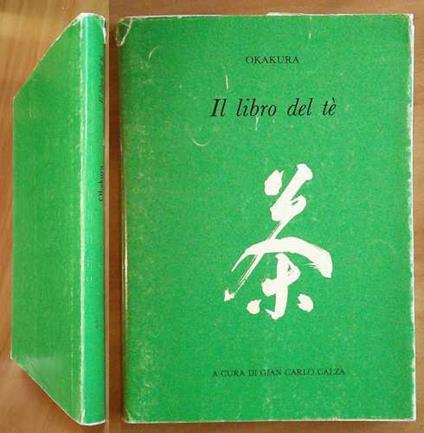 Okakura
OKAKURA
Il libro del tè
茶
A CURA DI GIAN CARLO CALZA